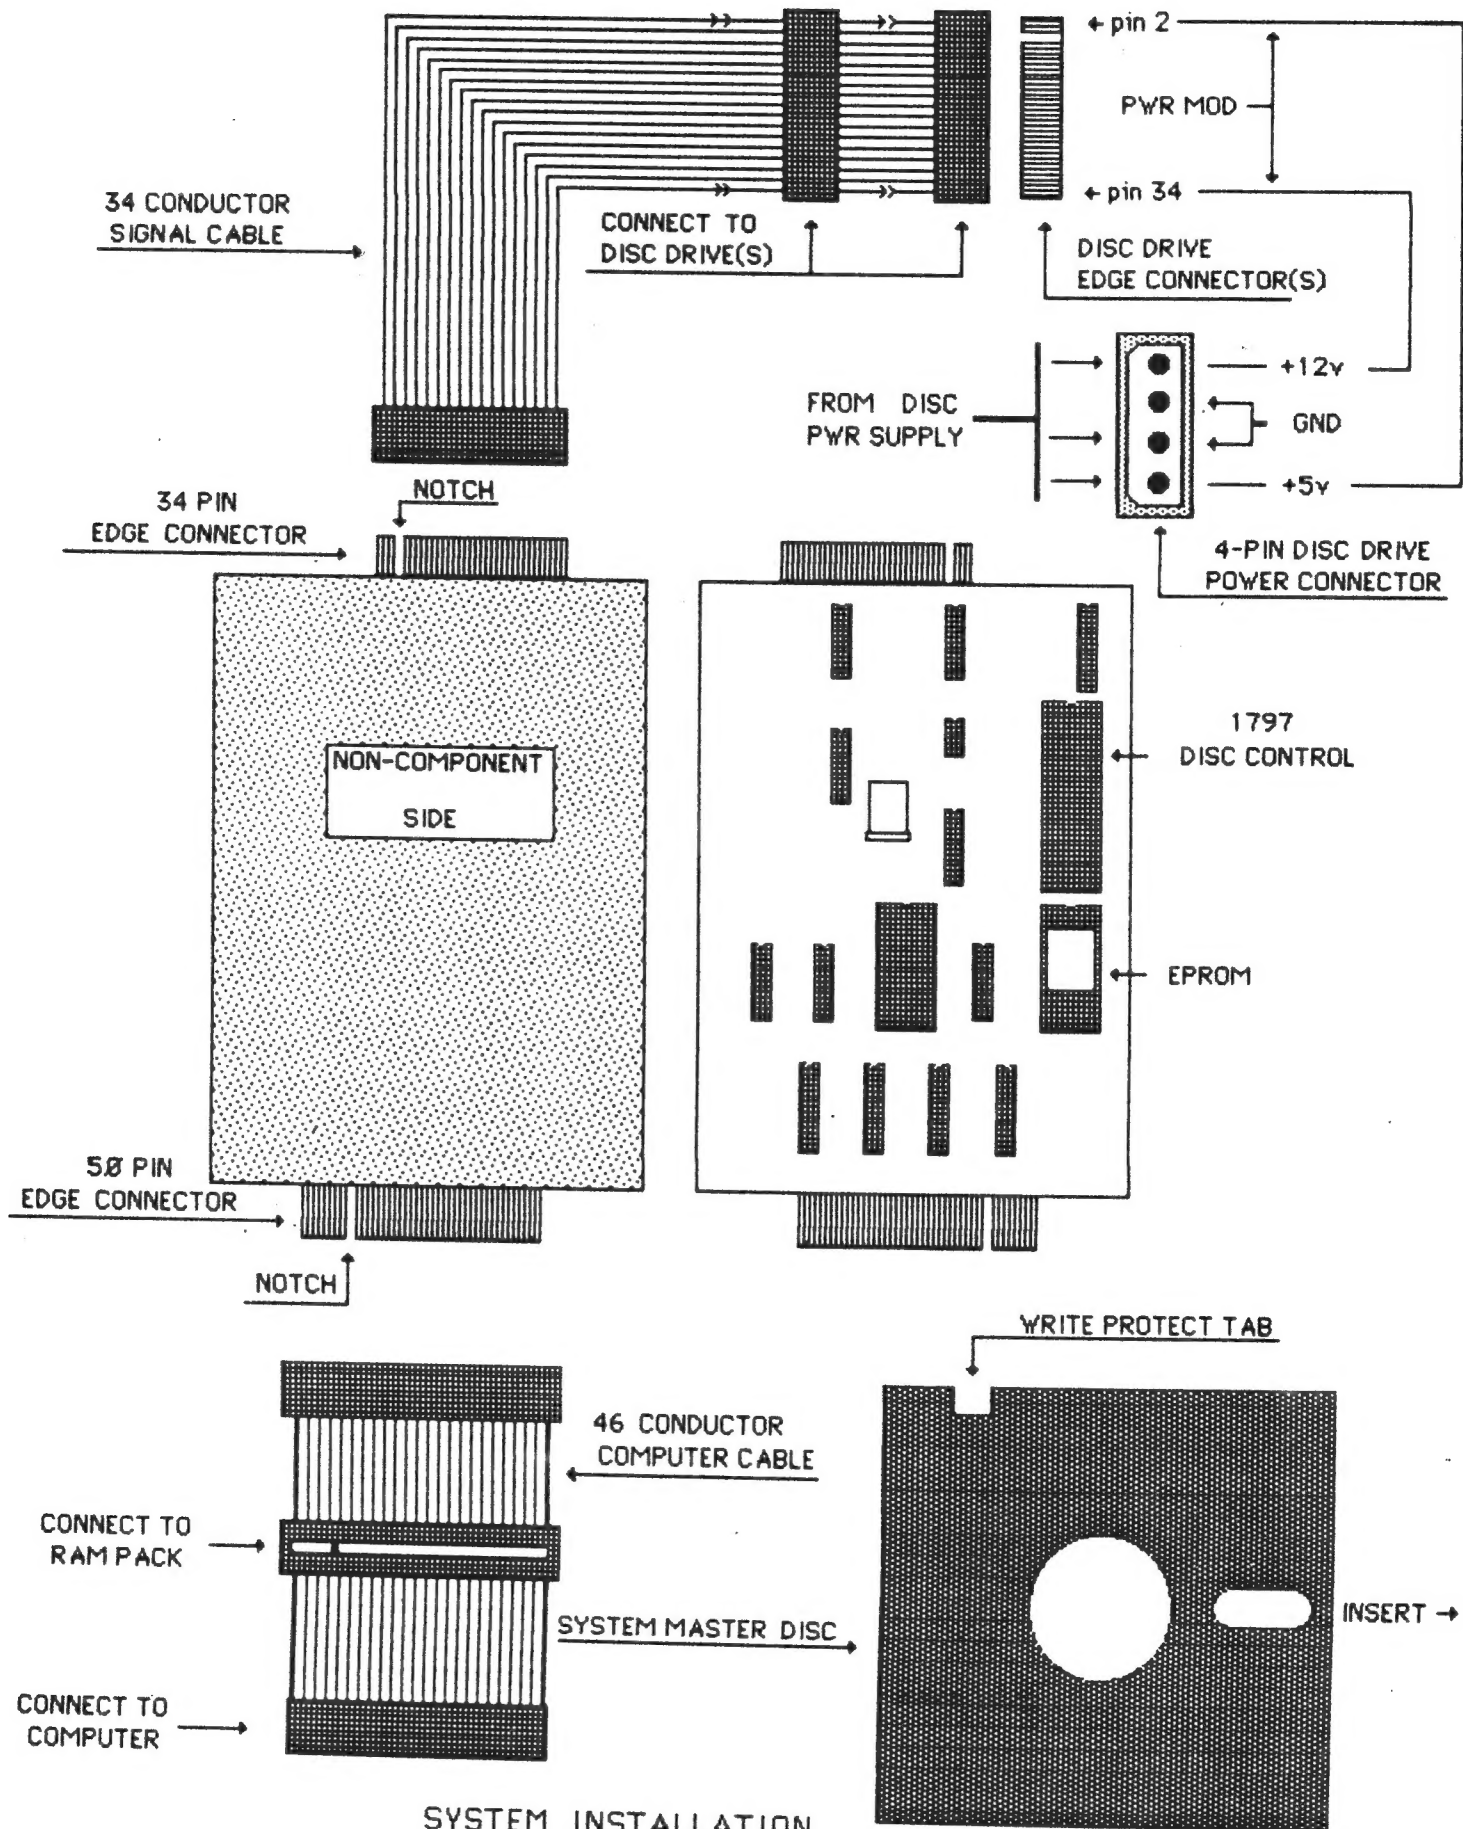 pin 2
PWR MOD
pin 34
34 CONDUCTOR
SIGNAL CABLE
CONNECT TO
DISC DRIVE(S)
DISC DRIVE
EDGE CONNECTOR(S)
+12v
FROM DISC
PWR SUPPLY
GND
+5v
NOTCH
34 PIN
EDGE CONNECTOR
4-PIN DISC DRIVE
POWER CONNECTOR
1797
DISC CONTROL
NON-COMPONENT
SIDE
EPROM
50 PIN
EDGE CONNECTOR
NOTCH
WRITE PROTECT TAB
46 CONDUCTOR
COMPUTER CABLE
CONNECT TO
RAM PACK
SYSTEM MASTER DISC
INSERT
CONNECT TO
COMPUTER
SYSTEM INSTALLATION